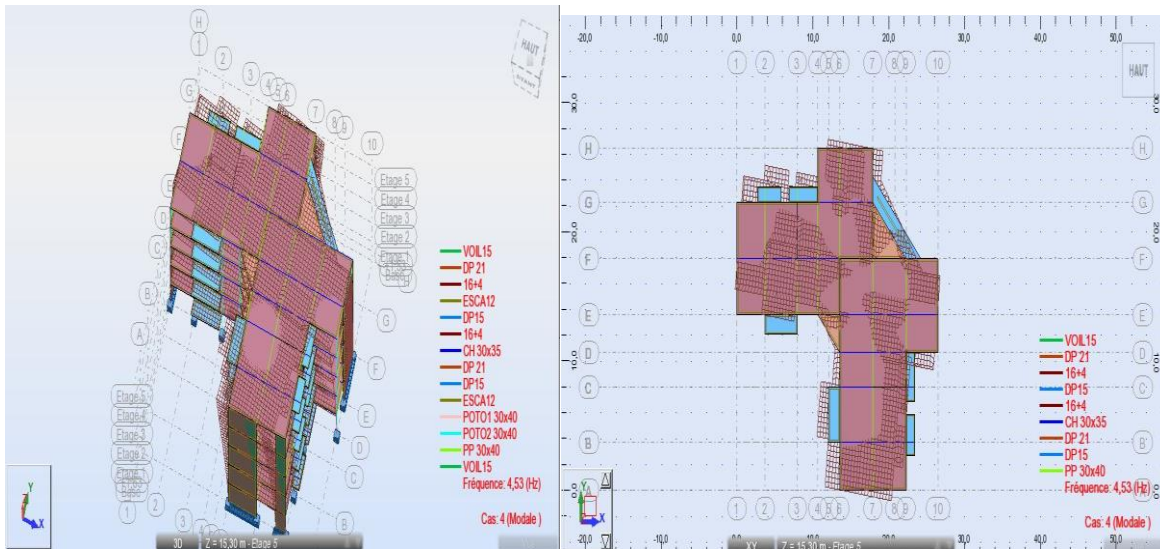 H
1
2
3
4
5
6
7
8
9
10
G
F
E
D
C
B
A
HAUT
Etage 5
Etage 4
Etage 3
Etage 2
Etage 1
G
F
E
D
C
B
Etage 5
Etage 4
Etage 3
Etage 2
Etage 1
Base
1
2
3
VOIL15
DP 21
16+4
ESCA12
DP15
16+4
CH 30x35
DP 21
DP15
ESCA12
POTO1 30x40
POTO2 30x40
PP 30x40
VOIL15
Fréquence: 4,53 (Hz)
Cas: 4 (Modale )
Y
X
3D Z = 15,30 m - Etage 5
-20,0 -10,0 0,0 10,0 20,0 30,0 40,0 50,0
1 2 3 4 5 6 7 8 9 10
HAUT
H H
G G
F F
E E
D D
C C
B B
20,0
10,0
0,0
VOIL15
DP 21
16+4
DP15
16+4
CH 30x35
DP 21
DP15
PP 30x40
Fréquence: 4,53 (Hz)
Cas: 4 (Modale )
1 2 3 4 5 6 7 8 9 10
Y
X
-20,0 -10,0 0,0 10,0 20,0 30,0 40,0 50,0
XY Z = 15,30 m - Etage 5